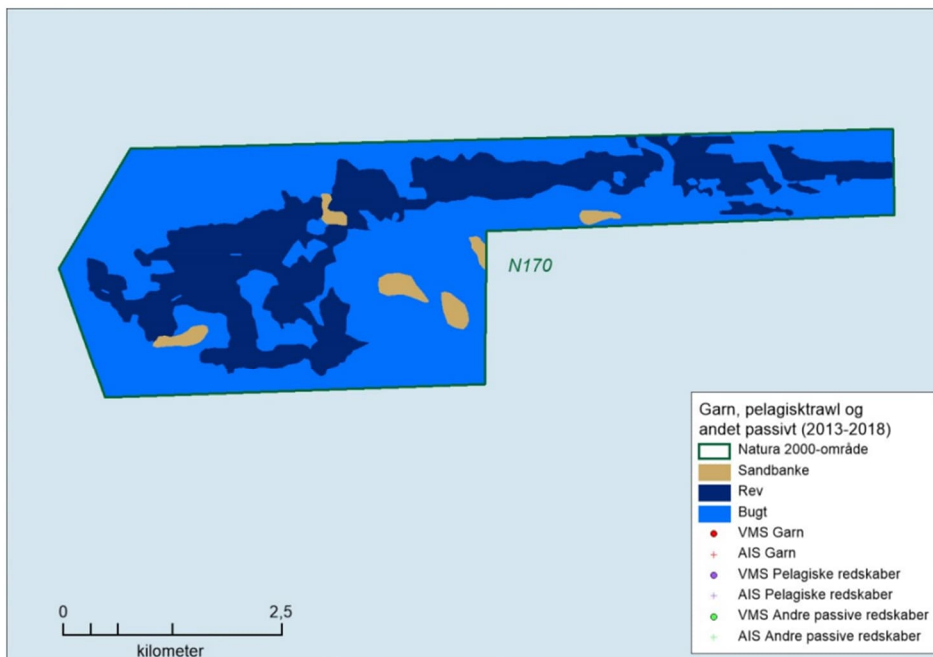 N170
Garn, pelagisktrawl og
andet passivt (2013-2018)
Natura 2000-område
Sandbanke
Rev
Bugt
VMS Garn
AIS Garn
VMS Pelagiske redskaber
AIS Pelagiske redskaber
VMS Andre passive redskaber
AIS Andre passive redskaber
0 2,5
kilometer